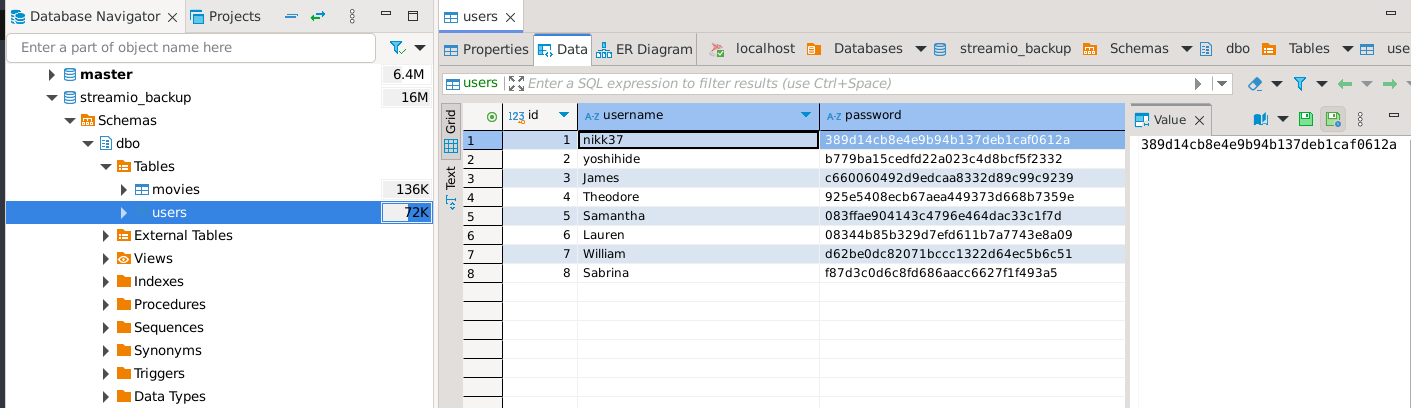 Database Navigator
Projects
Enter a part of object name here
master
6.4M
streamio_backup
16M
Schemas
dbo
Tables
movies
136K
users
72K
External Tables
Views
Indexes
Procedures
Sequences
Synonyms
Triggers
Data Types
users
Properties
Data
ER Diagram
localhost
Databases
streamio_backup
Schemas
dbo
Tables
use
users
Enter a SQL expression to filter results (use Ctrl+Space)
Grid
Text
123 id
A-Z username
A-Z password
1 1 nikk37 389d14cb8e4e9b94b137deb1caf0612a
2 2 yoshihide b779ba15cedfd22a023c4d8bcf5f2332
3 3 James c660060492d9edcaa8332d89c99c9239
4 4 Theodore 925e5408ecb67aea449373d668b7359e
5 5 Samantha 083ffae904143c4796e464dac33c1f7d
6 6 Lauren 08344b85b329d7efd611b7a7743e8a09
7 7 William d62be0dc82071bccc1322d64ec5b6c51
8 8 Sabrina f87d3c0d6c8fd686aacc6627f1f493a5
Value
389d14cb8e4e9b94b137deb1caf0612a